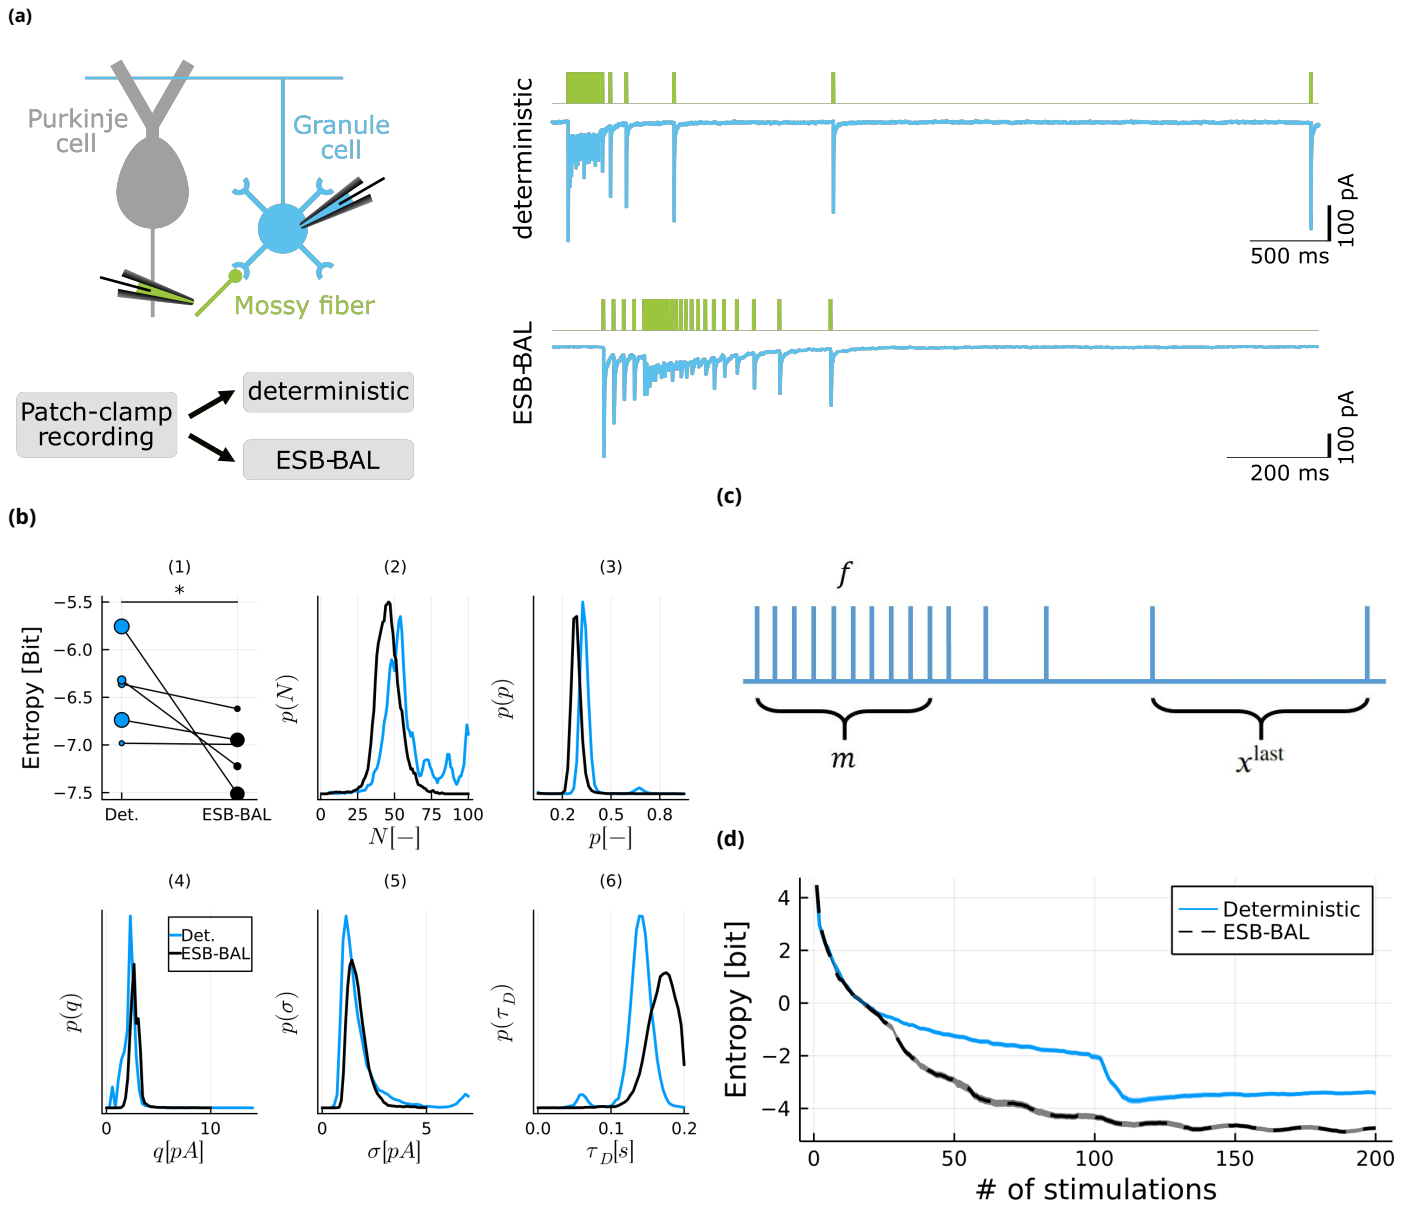 (a)
Purkinje
cell
Granule
cell
Mossy fiber
Patch-clamp
recording
deterministic
ESB-BAL
deterministic
100 pA
500 ms
ESB-BAL
100 pA
200 ms
(b)
(1)
*
Entropy [Bit]
−5.5
−6.0
−6.5
−7.0
−7.5
Det.
ESB-BAL
(2)
p(N)
0
25
50
75
100
N[−]
(3)
p(p)
0.2
0.5
0.8
p[−]
(4)
Det.
ESB-BAL
p(q)
0
10
q[pA]
(5)
p(σ)
0
5
σ[pA]
(6)
p(τ_D)
0.0
0.1
0.2
τ_D[s]
(c)
f
m
x^last
(d)
Entropy [bit]
4
2
0
−2
−4
Deterministic
ESB-BAL
0
50
100
150
200
# of stimulations